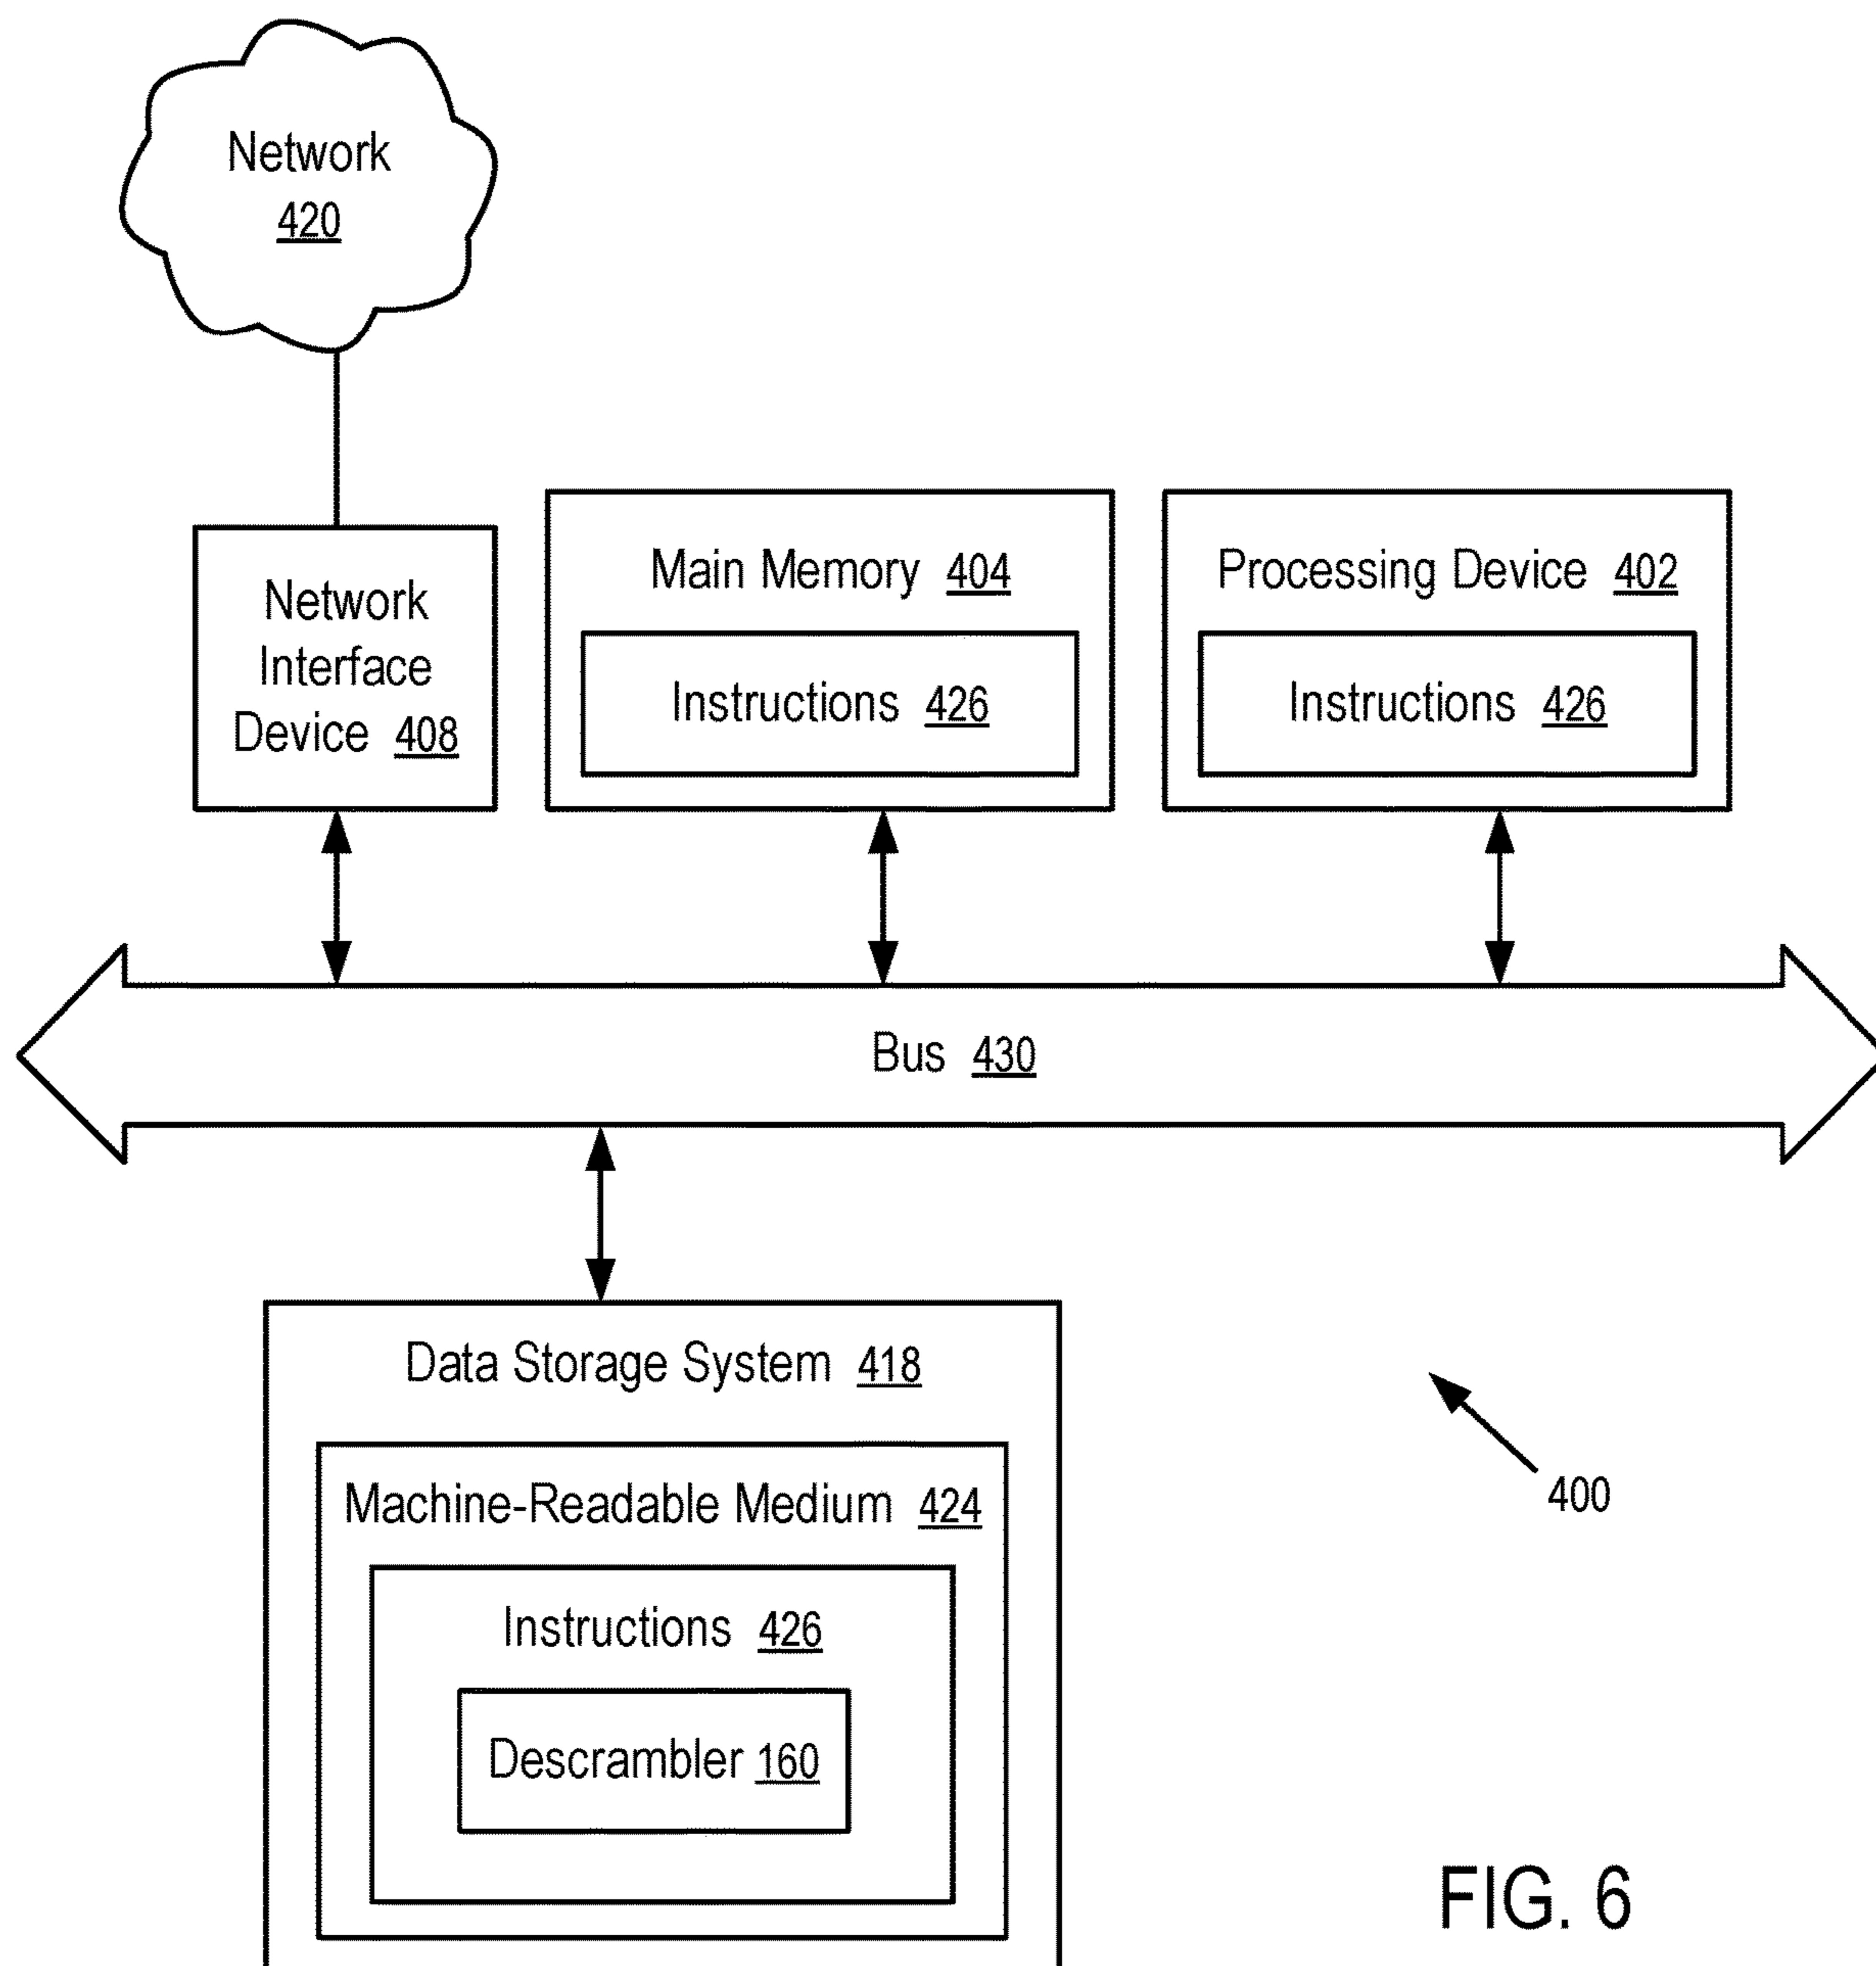 Network
420
Network
Interface
Device 408
Main Memory 404
Instructions 426
Processing Device 402
Instructions 426
Bus 430
Data Storage System 418
Machine-Readable Medium 424
Instructions 426
Descrambler 160
400
FIG. 6